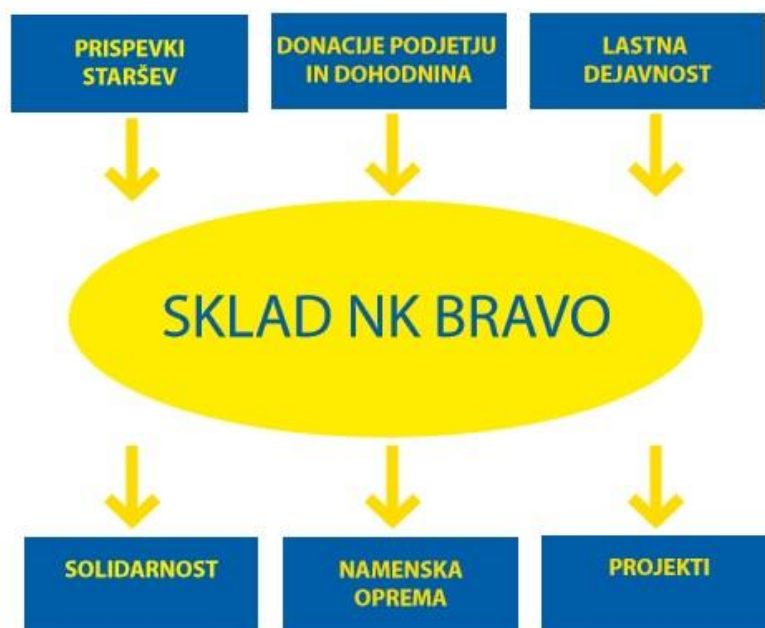 PRISPEVKI
STARŠEV
DONACIJE PODJETJU
IN DOHODNINA
LASTNA
DEJAVNOST
SKLAD NK BRAVO
SOLIDARNOST
NAMENSKA
OPREMA
PROJEKTI